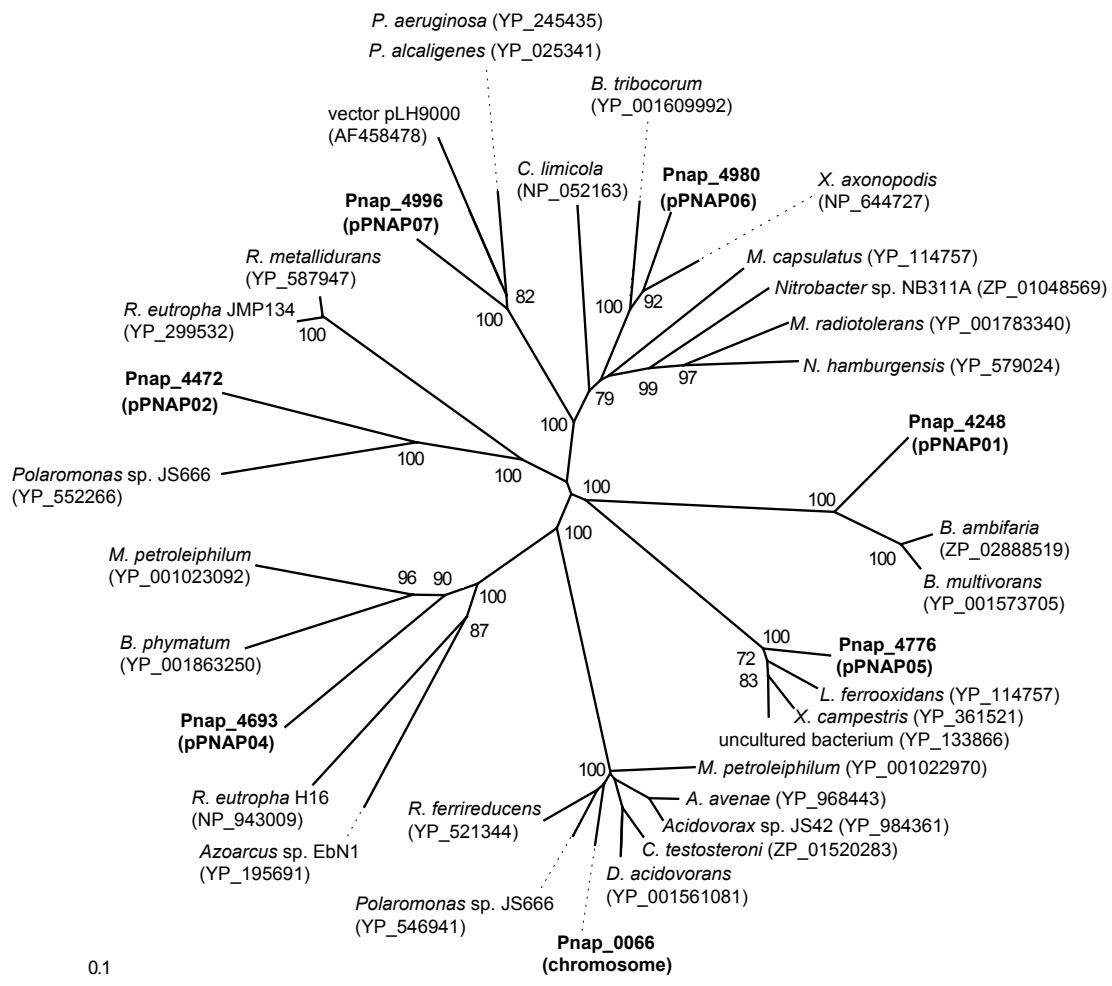 P. aeruginosa (YP_245435)
P. alcaligenes (YP_025341)
B. tribocorum
(YP_001609992)
vector pLH9000
(AF458478)
C. limicola
(NP_052163)
Pnap_4980
(pPNAP06)
X. axonopodis
(NP_644727)
Pnap_4996
(pPNAP07)
R. metallidurans
(YP_587947)
M. capsulatus (YP_114757)
Nitrobacter sp. NB311A (ZP_01048569)
82
100
92
100
R. eutropha JMP134
(YP_299532)
100
M. radiotolerans (YP_001783340)
N. hamburgensis (YP_579024)
97
99
79
Pnap_4472
(pPNAP02)
100
Pnap_4248
(pPNAP01)
100
100
Polaromonas sp. JS666
(YP_552266)
100
100
B. ambifaria
(ZP_02888519)
100
100
B. multivorans
(YP_001573705)
M. petroleiphilum
(YP_001023092)
96
90
100
87
B. phymatum
(YP_001863250)
100
72
83
Pnap_4776
(pPNAP05)
L. ferrooxidans (YP_114757)
X. campestris (YP_361521)
uncultured bacterium (YP_133866)
Pnap_4693
(pPNAP04)
100
M. petroleiphilum (YP_001022970)
A. avenae (YP_968443)
Acidovorax sp. JS42 (YP_984361)
C. testosteroni (ZP_01520283)
D. acidovorans
(YP_001561081)
R. eutropha H16
(NP_943009)
R. ferrireducens
(YP_521344)
Azoarcus sp. EbN1
(YP_195691)
Polaromonas sp. JS666
(YP_546941)
Pnap_0066
(chromosome)
0.1